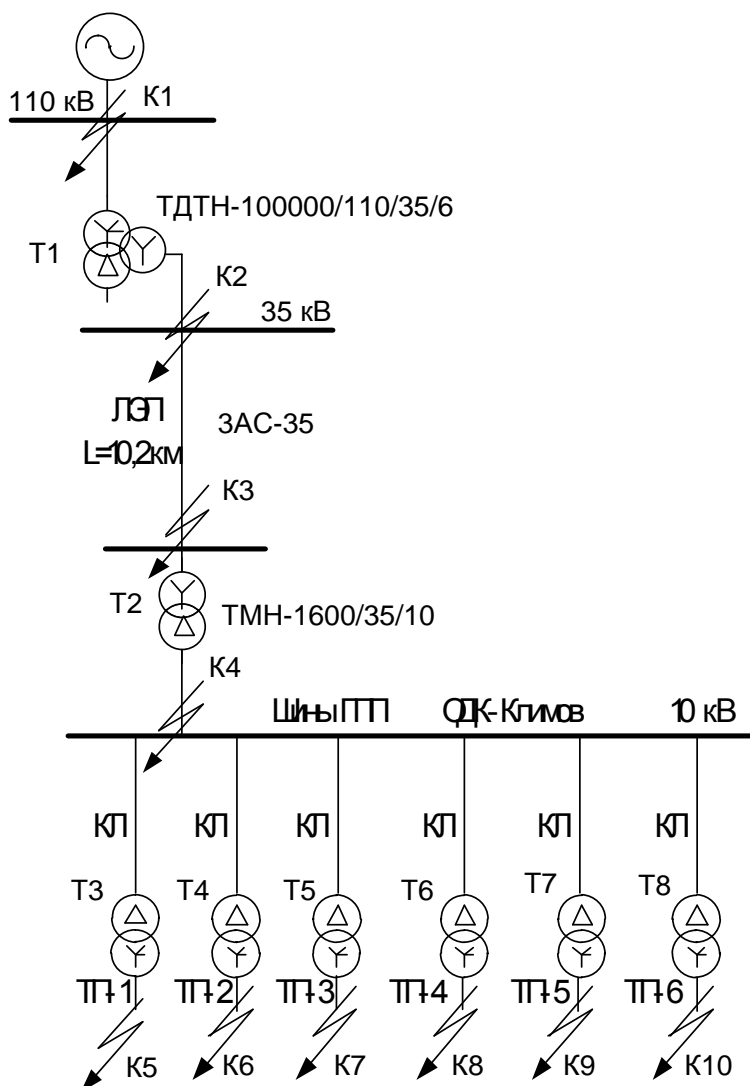 К1
110 кВ
ТДТН-100000/110/35/6
Т1
К2
35 кВ
ЛЭП
ЗАС-35
L=10,2км
К3
Т2
ТМН-1600/35/10
К4
Шины ГПП ОДК-Климов 10 кВ
КЛ КЛ КЛ КЛ КЛ КЛ
Т3 Т4 Т5 Т6 Т7 Т8
ТП-1 ТП-2 ТП-3 ТП-4 ТП-5 ТП-6
К5 К6 К7 К8 К9 К10